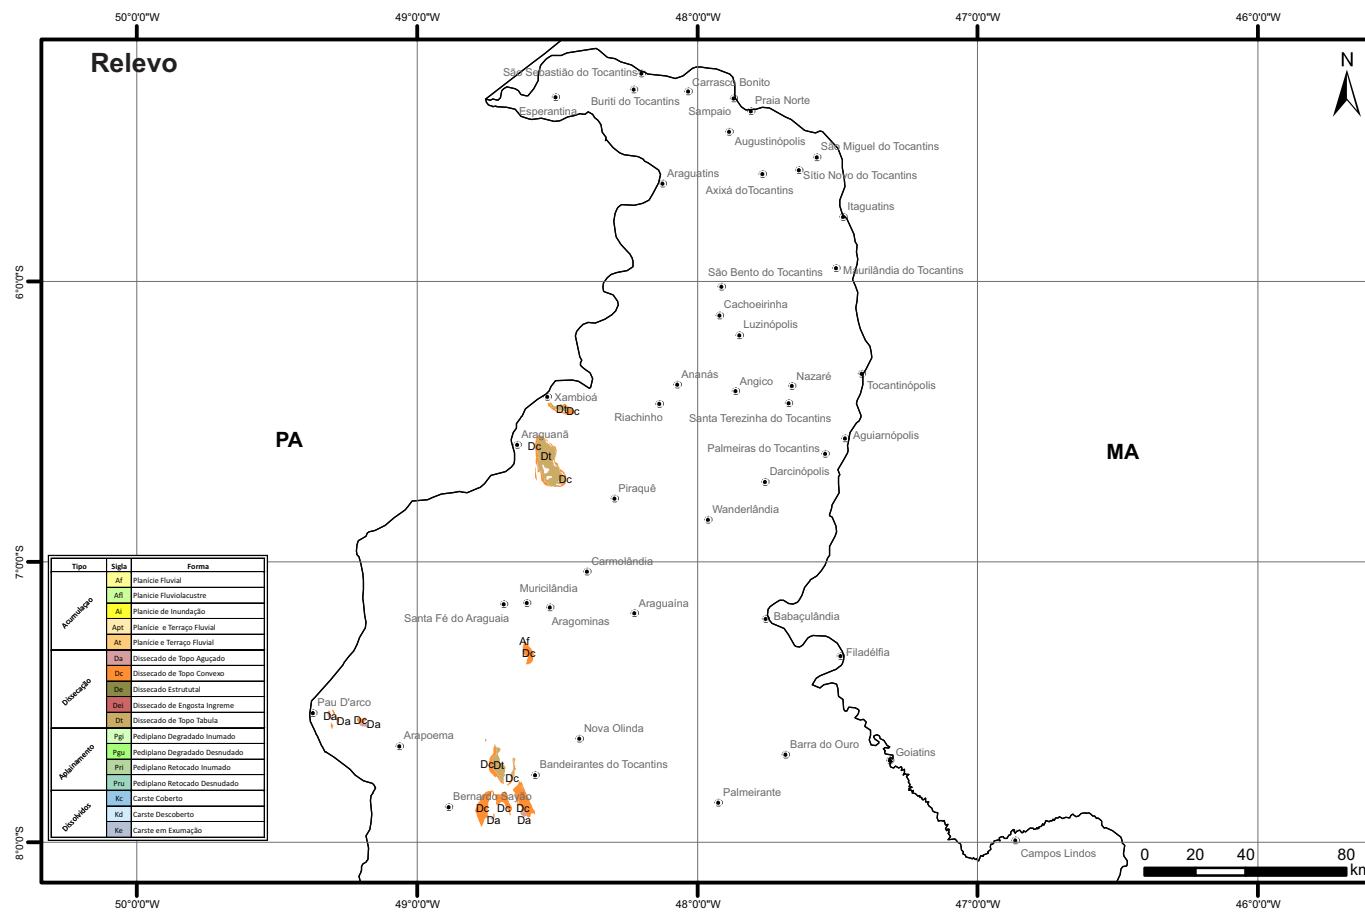 50°0'0"W
49°0'0"W
48°0'0"W
47°0'0"W
46°0'0"W
Relevo
N
São Sebastião do Tocantins
Carrasco Bonito
Esperantina
Buriti do Tocantins
Sampaio
Praia Norte
Augustinópolis
São Miguel do Tocantins
Araguatins
Axixá doTocantins
Sítio Novo do Tocantins
Itaguatins
6°0'0"S
São Bento do Tocantins
Maurilândia do Tocantins
Cachoeirinha
Luzinópolis
Ananás
Angico
Nazaré
Tocantinópolis
Xambioá
Dt
Dc
Riachinho
Santa Terezinha do Tocantins
PA
Araguanã
Dc
Dt
Dc
Palmeiras do Tocantins
Aguiarnópolis
MA
Darcinópolis
Piraquê
Wanderlândia
7°0'0"S
Carmolândia
Muricilândia
Santa Fé do Araguaia
Aragominas
Araguaína
Babaçulândia
Af
Dc
Filadélfia
Pau D'arco
Da
Da
Dc
Da
Arapoema
Nova Olinda
Barra do Ouro
Goiatins
Dc
Dt
Dc
Bandeirantes do Tocantins
Bernardo Sayão
Dc
Dc
Dc
Da
Da
Palmeirante
8°0'0"S
Campos Lindos
Tipo Sigla Forma
Acumulaçao
Af Planície Fluvial
Afl Planicie Fluviolacustre
Ai Planicie de Inundação
Apt Planície e Terraço Fluvial
At Planície e Terraço Fluvial
Dissecação
Da Dissecado de Topo Aguçado
Dc Dissecado de Topo Convexo
De Dissecado Estrututal
Dei Dissecado de Engosta Ingreme
Dt Dissecado de Topo Tabula
Aplainamento
Pgi Pediplano Degradado Inumado
Pgu Pediplano Degradado Desnudado
Pri Pediplano Retocado Inumado
Pru Pediplano Retocado Desnudado
Dissolvidos
Kc Carste Coberto
Kd Carste Descoberto
Ke Carste em Exumação
0 20 40 80
km
50°0'0"W
49°0'0"W
48°0'0"W
47°0'0"W
46°0'0"W